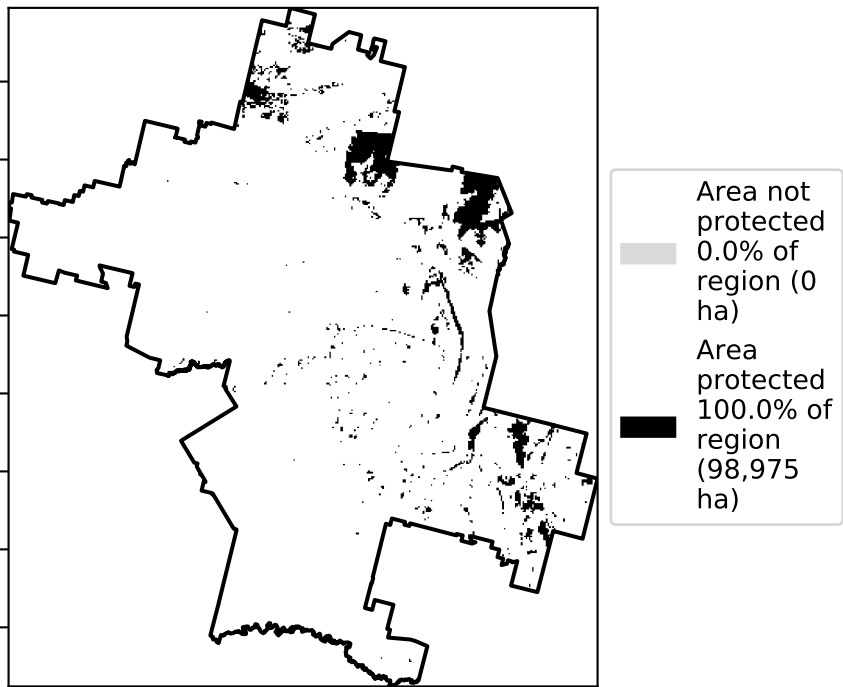 Area not
protected
0.0% of
region (0
ha)
Area
protected
100.0% of
region
(98,975
ha)